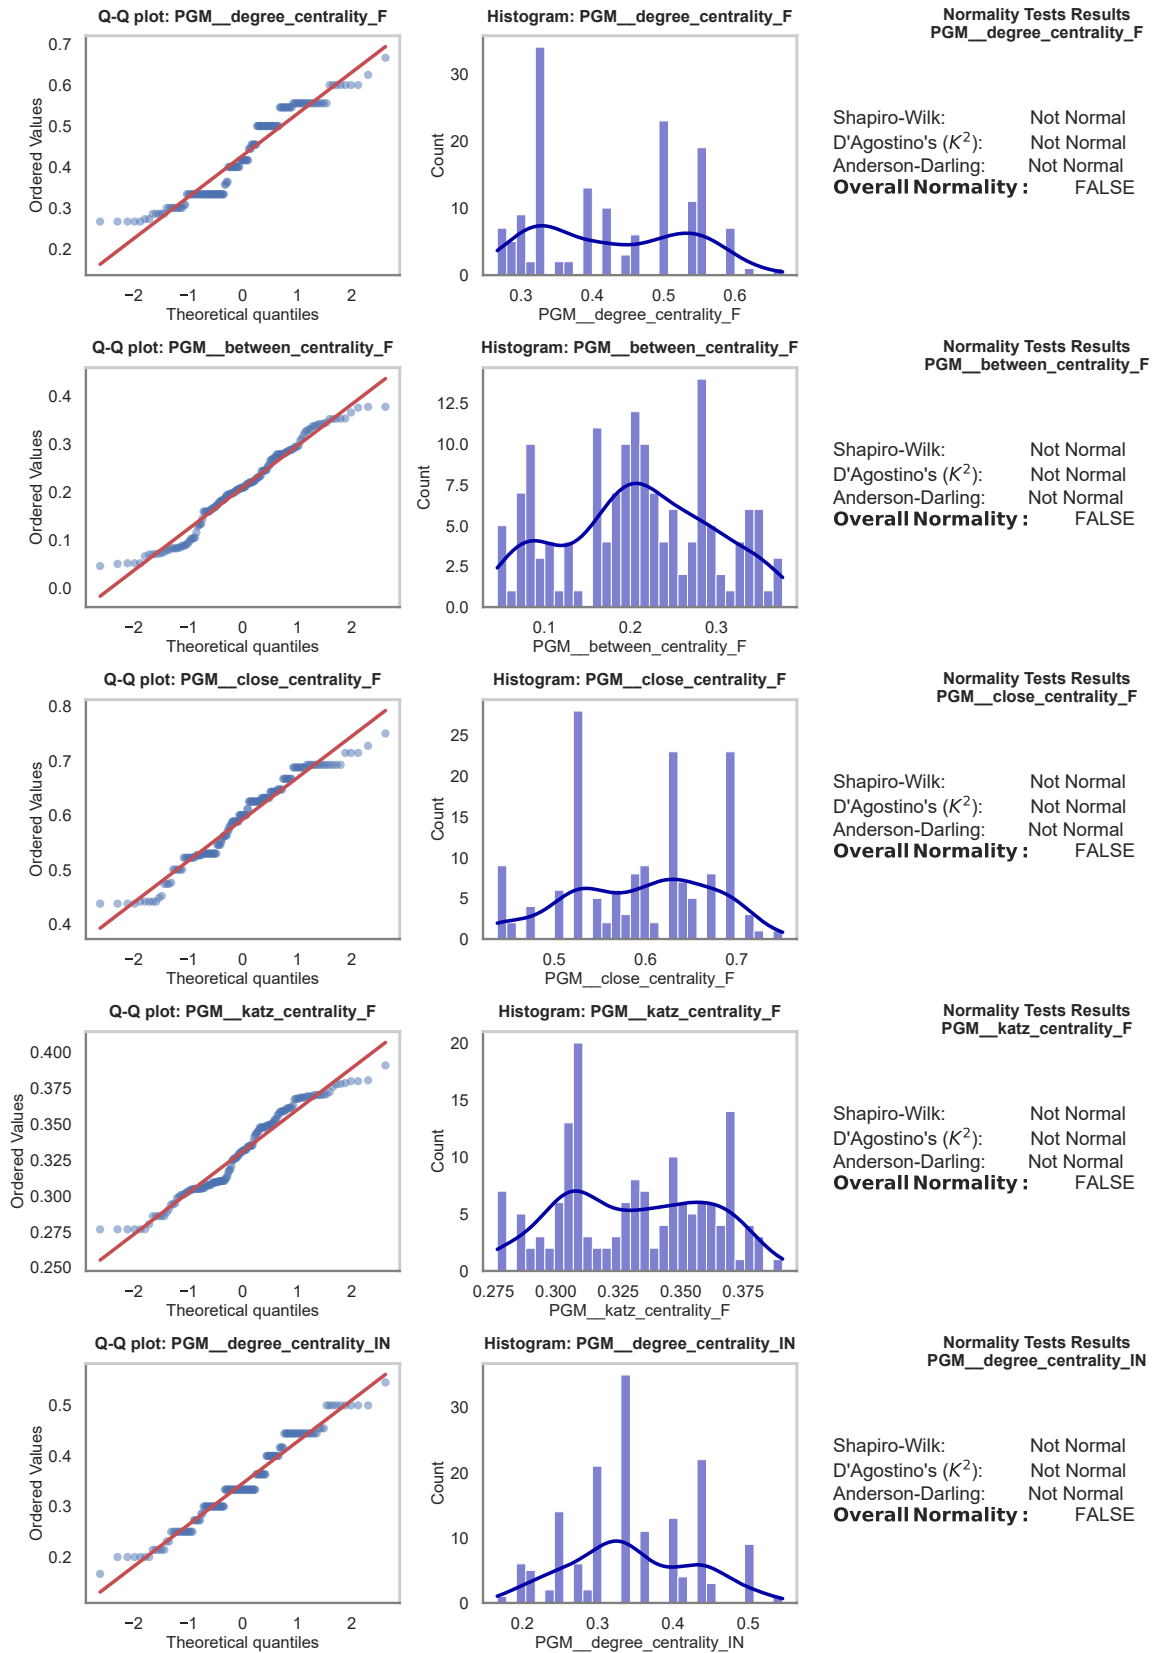 Q-Q plot: PGM__degree_centrality_F
Ordered Values
0.7
0.6
0.5
0.4
0.3
0.2
−2 −1 0 1 2
Theoretical quantiles
Histogram: PGM__degree_centrality_F
Count
30
20
10
0
0.3 0.4 0.5 0.6
PGM__degree_centrality_F
Normality Tests Results
PGM__degree_centrality_F
Shapiro-Wilk: Not Normal
D'Agostino's (K²): Not Normal
Anderson-Darling: Not Normal
Overall Normality: FALSE
Q-Q plot: PGM__between_centrality_F
Ordered Values
0.4
0.3
0.2
0.1
0.0
−2 −1 0 1 2
Theoretical quantiles
Histogram: PGM__between_centrality_F
Count
12.5
10.0
7.5
5.0
2.5
0.0
0.1 0.2 0.3
PGM__between_centrality_F
Normality Tests Results
PGM__between_centrality_F
Shapiro-Wilk: Not Normal
D'Agostino's (K²): Not Normal
Anderson-Darling: Not Normal
Overall Normality: FALSE
Q-Q plot: PGM__close_centrality_F
Ordered Values
0.8
0.7
0.6
0.5
0.4
−2 −1 0 1 2
Theoretical quantiles
Histogram: PGM__close_centrality_F
Count
25
20
15
10
5
0
0.5 0.6 0.7
PGM__close_centrality_F
Normality Tests Results
PGM__close_centrality_F
Shapiro-Wilk: Not Normal
D'Agostino's (K²): Not Normal
Anderson-Darling: Not Normal
Overall Normality: FALSE
Q-Q plot: PGM__katz_centrality_F
Ordered Values
0.400
0.375
0.350
0.325
0.300
0.275
0.250
−2 −1 0 1 2
Theoretical quantiles
Histogram: PGM__katz_centrality_F
Count
20
15
10
5
0
0.275 0.300 0.325 0.350 0.375
PGM__katz_centrality_F
Normality Tests Results
PGM__katz_centrality_F
Shapiro-Wilk: Not Normal
D'Agostino's (K²): Not Normal
Anderson-Darling: Not Normal
Overall Normality: FALSE
Q-Q plot: PGM__degree_centrality_IN
Ordered Values
0.5
0.4
0.3
0.2
−2 −1 0 1 2
Theoretical quantiles
Histogram: PGM__degree_centrality_IN
Count
30
20
10
0
0.2 0.3 0.4 0.5
PGM__degree_centrality_IN
Normality Tests Results
PGM__degree_centrality_IN
Shapiro-Wilk: Not Normal
D'Agostino's (K²): Not Normal
Anderson-Darling: Not Normal
Overall Normality: FALSE